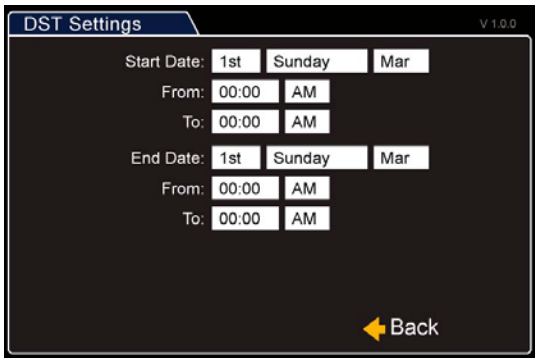 DST Settings V 1.0.0
Start Date: 1st Sunday Mar
From: 00:00 AM
To: 00:00 AM
End Date: 1st Sunday Mar
From: 00:00 AM
To: 00:00 AM
Back